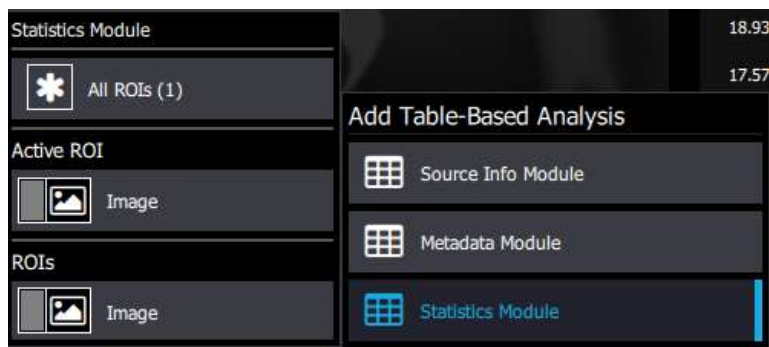 Statistics Module
All ROIs (1)
Active ROI
Image
ROIs
Image
18.93
17.57
Add Table-Based Analysis
Source Info Module
Metadata Module
Statistics Module